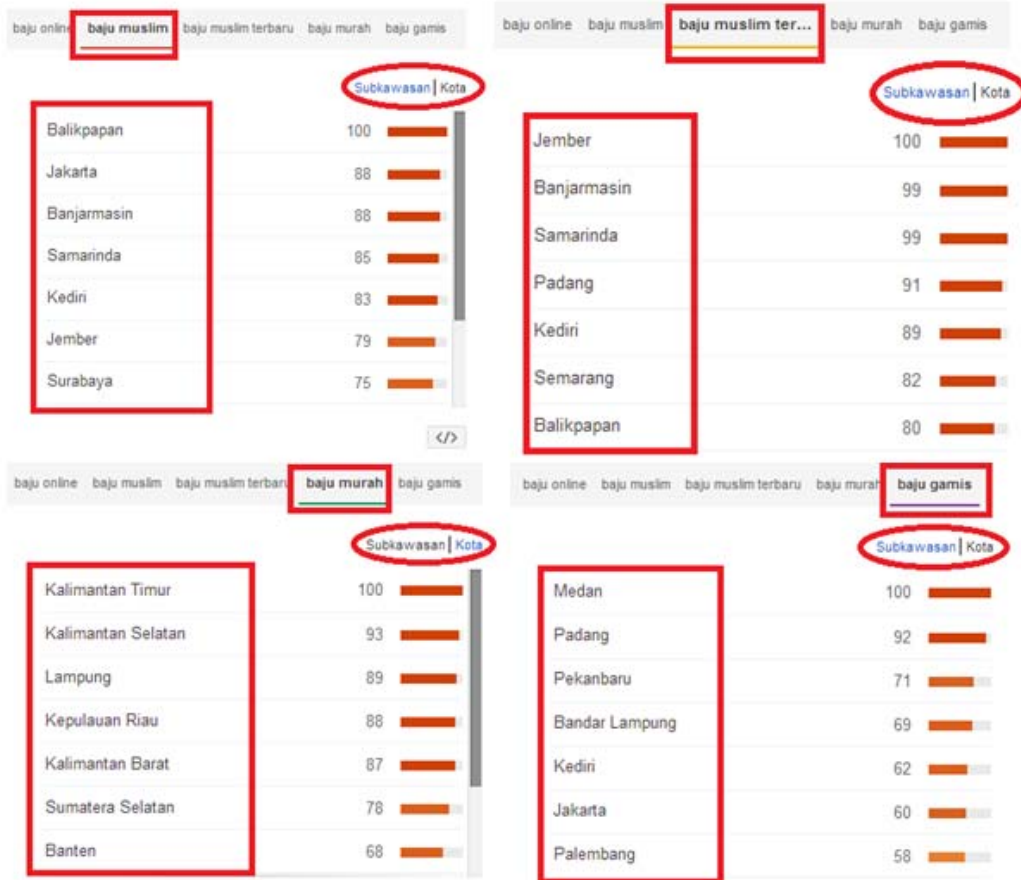 baju online baju muslim baju muslim terbaru baju murah baju gamis
Subkawasan | Kota
Balikpapan 100
Jakarta 88
Banjarmasin 88
Samarinda 85
Kediri 83
Jember 79
Surabaya 75
</>
baju online baju muslim baju muslim ter... baju murah baju gamis
Subkawasan | Kota
Jember 100
Banjarmasin 99
Samarinda 99
Padang 91
Kediri 89
Semarang 82
Balikpapan 80
baju online baju muslim baju muslim terbaru baju murah baju gamis
Subkawasan | Kota
Kalimantan Timur 100
Kalimantan Selatan 93
Lampung 89
Kepulauan Riau 88
Kalimantan Barat 87
Sumatera Selatan 78
Banten 68
baju online baju muslim baju muslim terbaru baju murah baju gamis
Subkawasan | Kota
Medan 100
Padang 92
Pekanbaru 71
Bandar Lampung 69
Kediri 62
Jakarta 60
Palembang 58